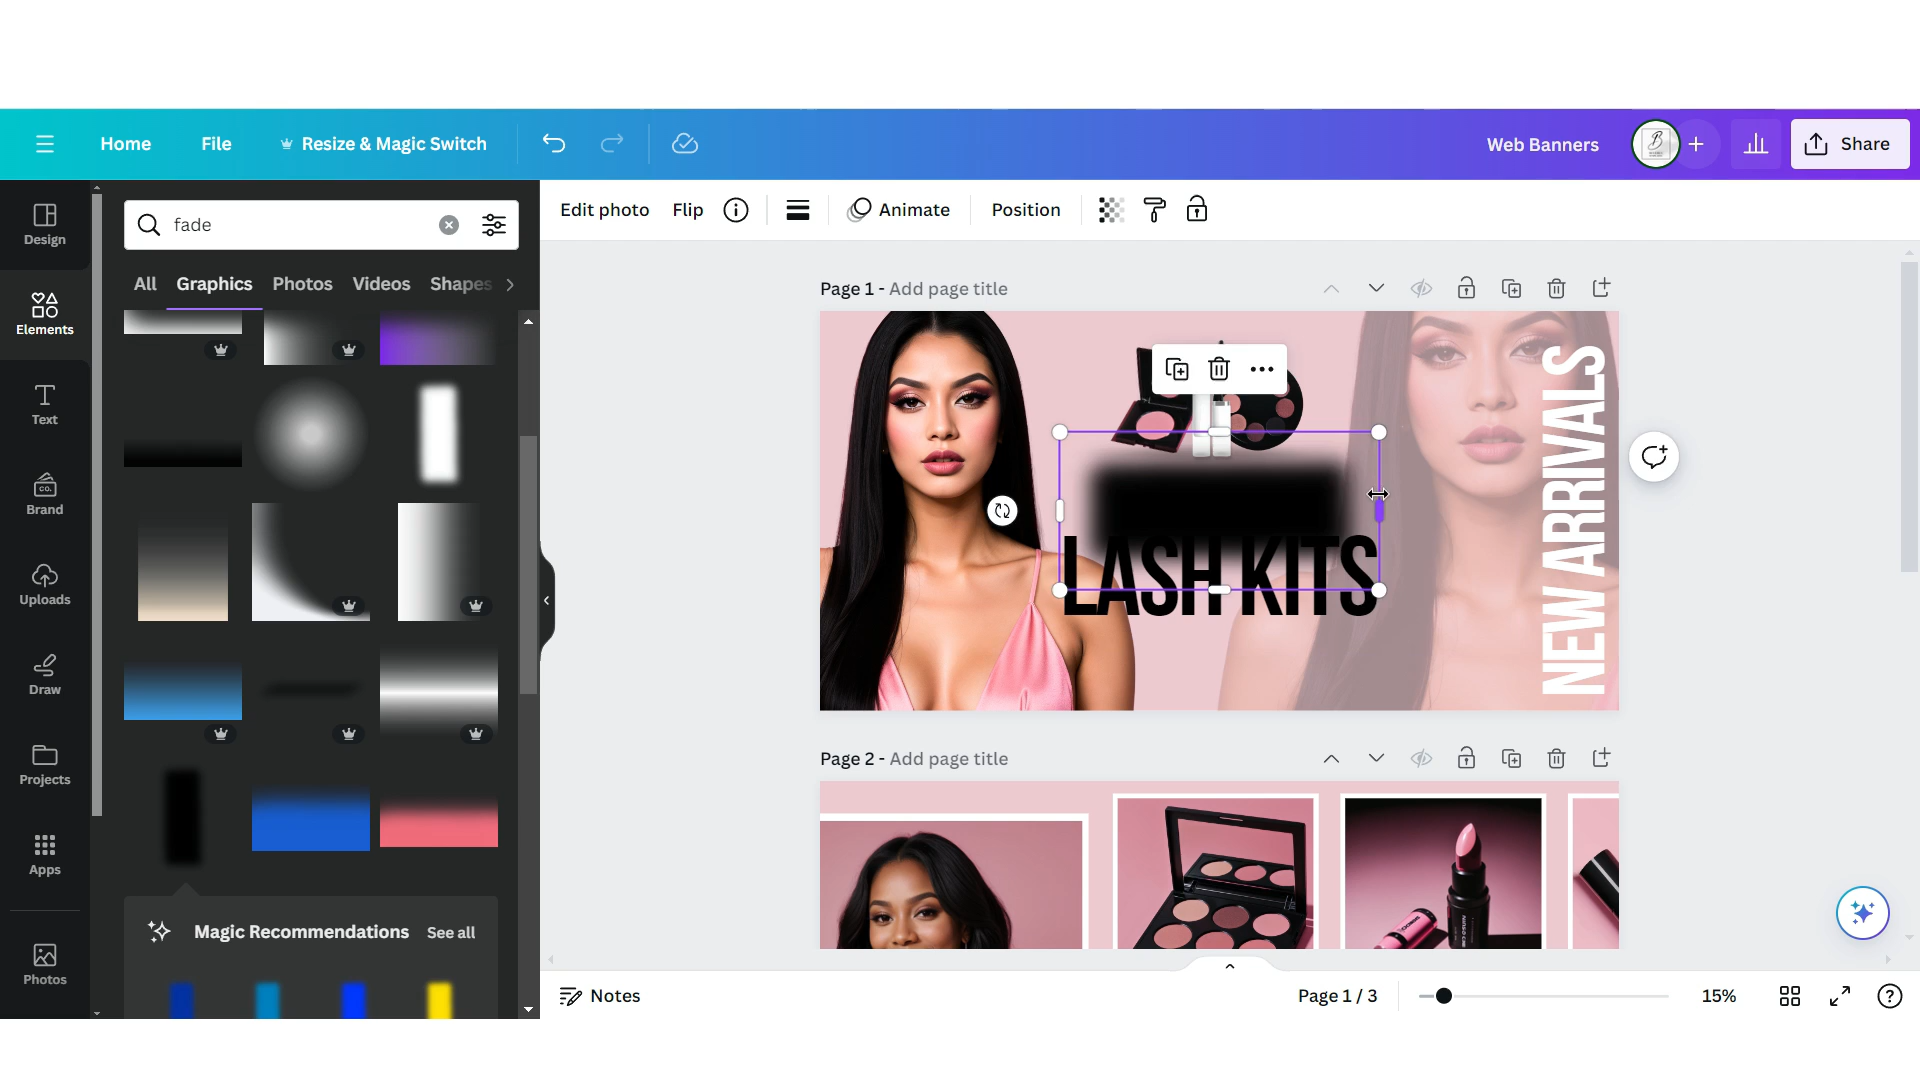 Home
File
Resize & Magic Switch
Web Banners
Share
Design
Elements
Text
Brand
CO.
Uploads
Draw
Projects
Apps
Photos
fade
All
Graphics
Photos
Videos
Shapes
Magic Recommendations
See all
Edit photo
Flip
Animate
Position
Page 1 - Add page title
LASH KITS
NEW ARRIVALS
Page 2 - Add page title
Notes
Page 1 / 3
15%